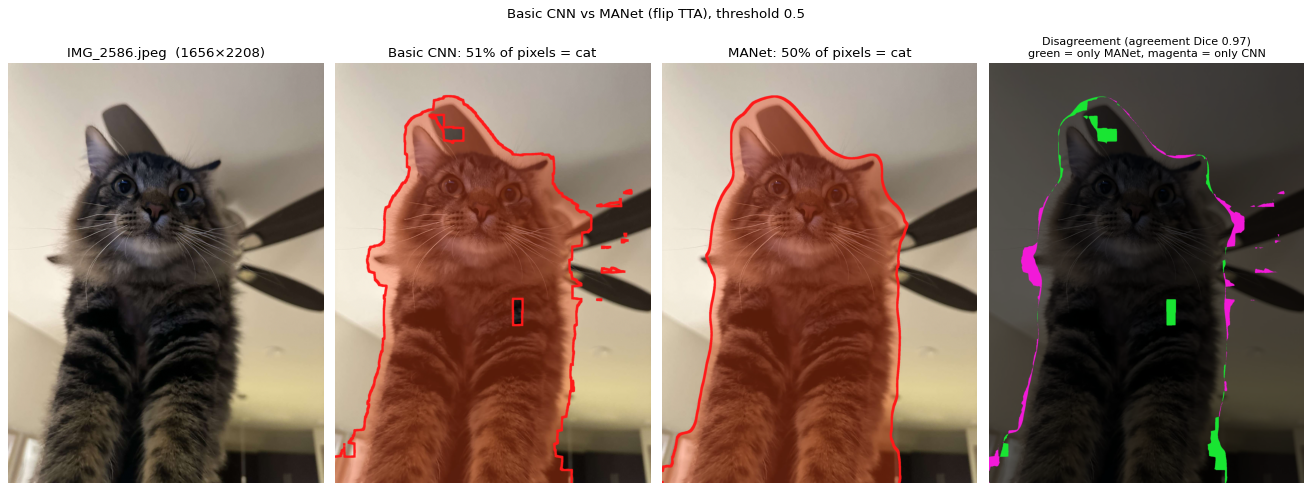 Basic CNN vs MANet (flip TTA), threshold 0.5
IMG_2586.jpeg  (1656×2208)
Basic CNN: 51% of pixels = cat
MANet: 50% of pixels = cat
Disagreement (agreement Dice 0.97)
green = only MANet, magenta = only CNN